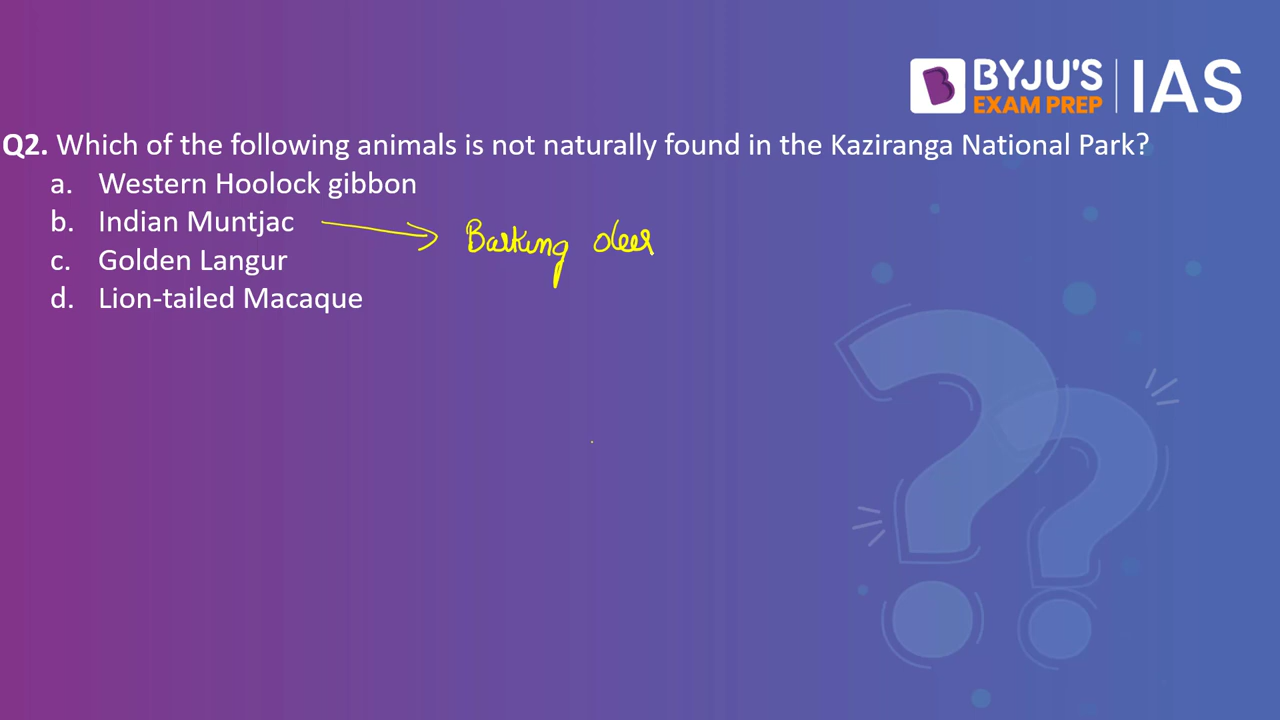 BYJU'S
EXAM PREP
IAS
Q2. Which of the following animals is not naturally found in the Kaziranga National Park?
a. Western Hoolock gibbon
b. Indian Muntjac
Barking deer
c. Golden Langur
d. Lion-tailed Macaque